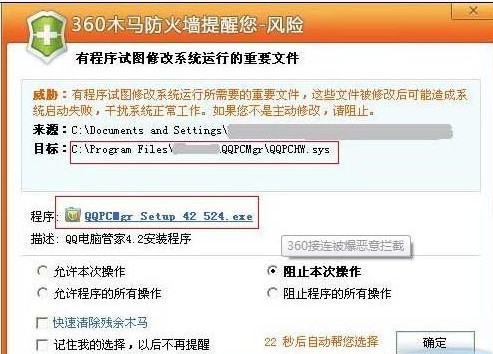 360木马防火墙提醒您-风险
有程序试图修改系统运行的重要文件
威胁：有程序试图修改系统运行所需要的重要文件，这些文件被修改后可能造成系
统启动失败，干扰系统正常工作。如果您不是主动修改，请阻止。
来源：C:\Documents and Settings\
目标：C:\Program Files\ QQPCMgr\QQPCHW.sys
程序：QQPCMgr Setup 42 524.exe
描述：QQ电脑管家4.2安装程序
360接连被爆恶意拦截
允许本次操作 阻止本次操作
允许程序的所有操作 阻止程序的所有操作
快速清除残余木马
记住我的选择，以后不再提醒 22 秒后自动帮您选择 确定